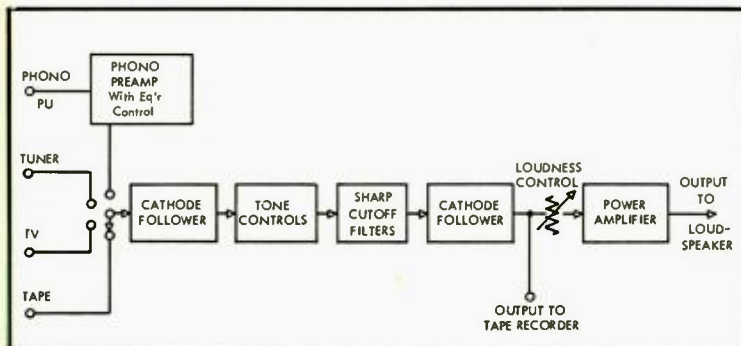 PHONO
PU
PHONO
PREAMP
With Eq'r
Control
TUNER
TV
TAPE
CATHODE
FOLLOWER
TONE
CONTROLS
SHARP
CUTOFF
FILTERS
CATHODE
FOLLOWER
LOUDNESS
CONTROL
POWER
AMPLIFIER
OUTPUT
TO
LOUD-
SPEAKER
OUTPUT TO
TAPE RECORDER